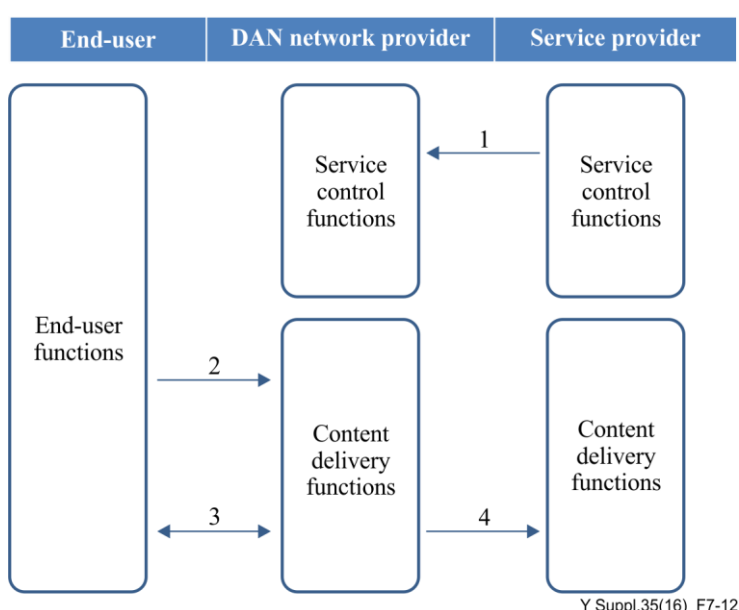 End-user
DAN network provider
Service provider
1
Service
control
functions
Service
control
functions
End-user
functions
2
Content
delivery
functions
Content
delivery
functions
3
4
Y Suppl.35(16)_F7-12